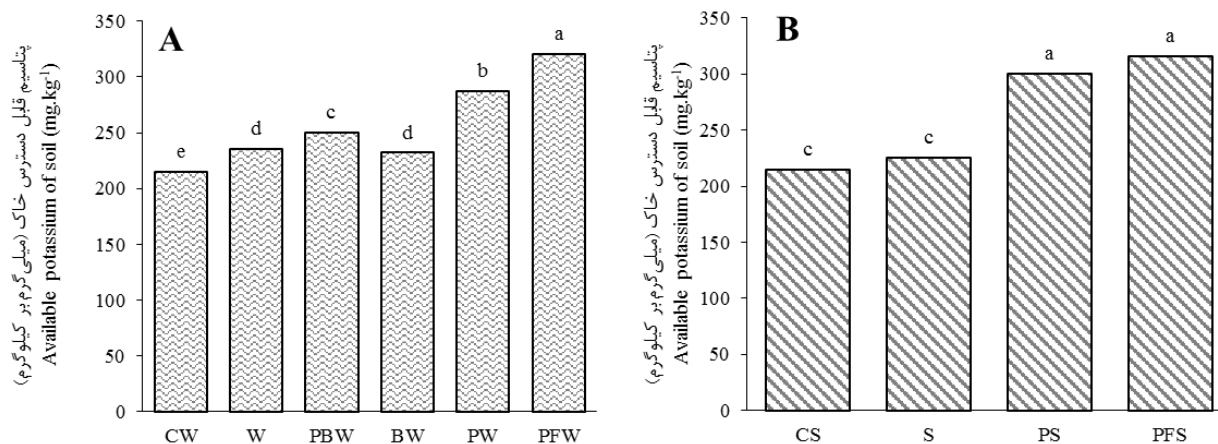 پتاسیم قابل دسترس خاک (میلی‌گرم بر کیلوگرم)
Available potassium of soil (mg.kg-1)
350
300
250
200
150
100
50
0
A
e
d
c
d
b
a
CW W PBW BW PW PFW
پتاسیم قابل دسترس خاک (میلی‌گرم بر کیلوگرم)
Available potassium of soil (mg.kg-1)
350
300
250
200
150
100
50
0
B
c
c
a
a
CS S PS PFS